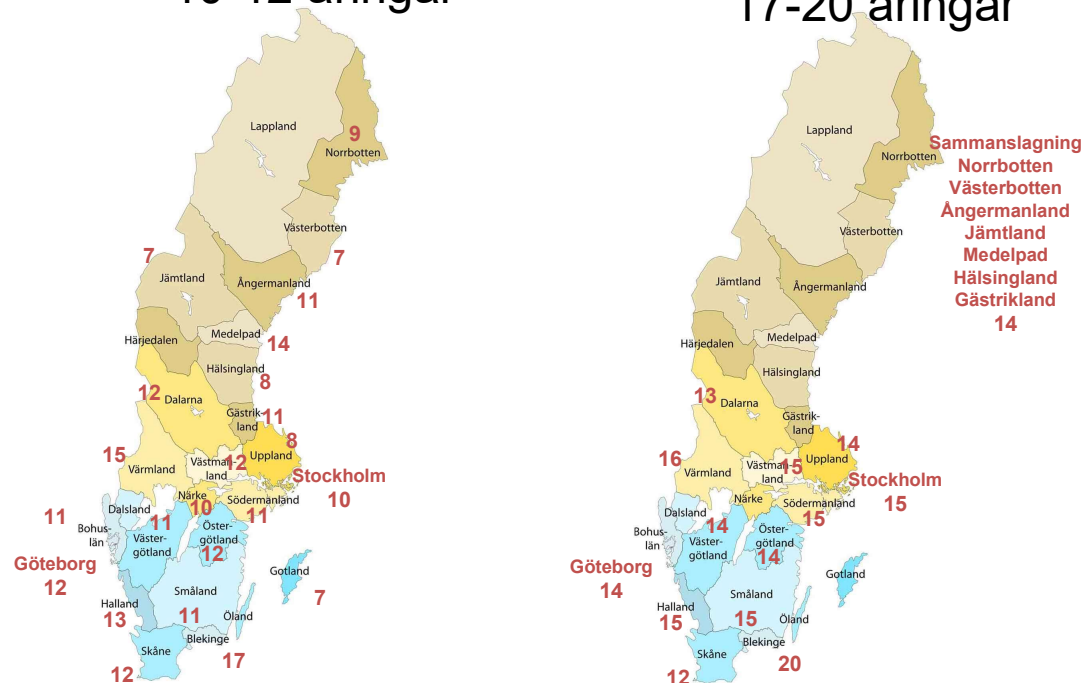 10-12 åringar
Lappland
9
Norrbotten
Västerbotten
7
7
Jämtland
Ångermanland
11
Medelpad
14
Härjedalen
Hälsingland
8
12
Dalarna
Gästrik-
land
11
8
Uppland
15
Värmland
Västman-
land
12
Stockholm
10
Närke
10
Södermanland
11
Dalsland
11
11
Bohus-
län
Väster-
götland
Öster-
götland
12
Göteborg
12
Gotland
7
Småland
11
Halland
13
Öland
Blekinge
17
Skåne
12
17-20 åringar
Lappland
Norrbotten
Sammanslagning
Norrbotten
Västerbotten
Ångermanland
Jämtland
Medelpad
Hälsingland
Gästrikland
14
Västerbotten
Jämtland
Ångermanland
Medelpad
Härjedalen
Hälsingland
13
Dalarna
Gästrik-
land
14
Uppland
16
Värmland
Västman-
land
15
Stockholm
15
Närke
Södermanland
15
Dalsland
14
Bohus-
län
Väster-
götland
Öster-
götland
14
Göteborg
14
Gotland
Småland
15
Halland
15
Öland
Blekinge
20
Skåne
12